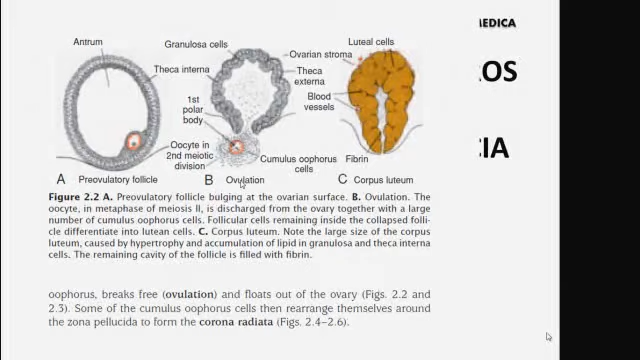 MEDICA
OS
IA
Antrum
Granulosa cells
Luteal cells
Ovarian stroma
Theca interna
Theca
externa
1st
polar
body
Blood
vessels
Oocyte in
2nd meiotic
division
Cumulus oophorus
cells
Fibrin
A Preovulatory follicle
B Ovulation
C Corpus luteum
Figure 2.2 A. Preovulatory follicle bulging at the ovarian surface. B. Ovulation. The
oocyte, in metaphase of meiosis II, is discharged from the ovary together with a large
number of cumulus oophorus cells. Follicular cells remaining inside the collapsed folli-
cle differentiate into lutean cells. C. Corpus luteum. Note the large size of the corpus
luteum, caused by hypertrophy and accumulation of lipid in granulosa and theca interna
cells. The remaining cavity of the follicle is filled with fibrin.
oophorus, breaks free (ovulation) and floats out of the ovary (Figs. 2.2 and
2.3). Some of the cumulus oophorus cells then rearrange themselves around
the zona pellucida to form the corona radiata (Figs. 2.4–2.6).